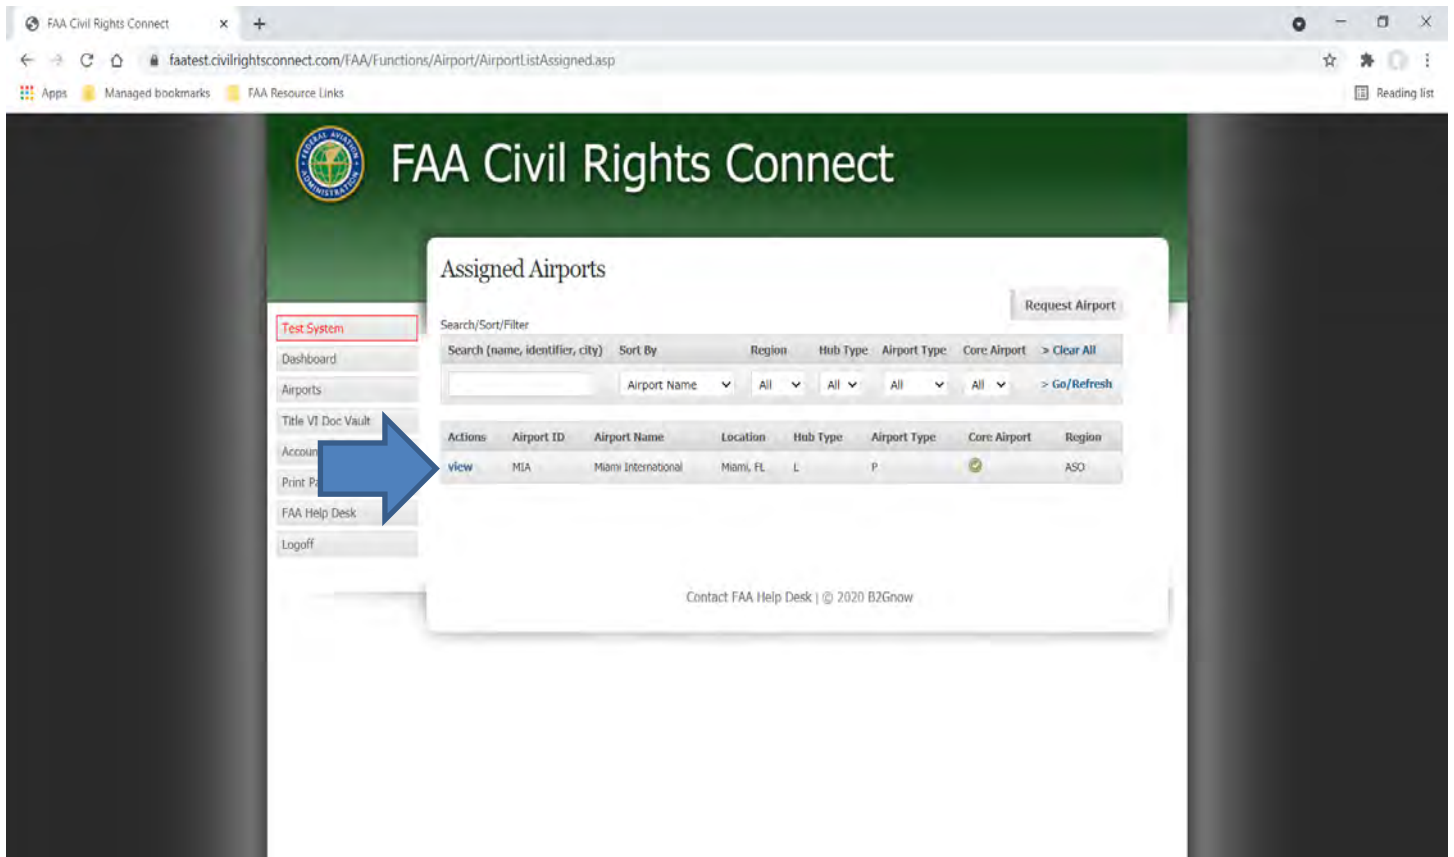 FAA Civil Rights Connect
faatest.civilrightsconnect.com/FAA/Functions/Airport/AirportListAssigned.asp
Apps Managed bookmarks FAA Resource Links Reading list
FEDERAL AVIATION ADMINISTRATION
FAA Civil Rights Connect
Assigned Airports
Request Airport
Test System
Dashboard
Airports
Title VI Doc Vault
Accoun
Print Pa
FAA Help Desk
Logoff
Search/Sort/Filter
Search (name, identifier, city) Sort By Region Hub Type Airport Type Core Airport > Clear All
Airport Name All All All All > Go/Refresh
Actions Airport ID Airport Name Location Hub Type Airport Type Core Airport Region
view MIA Miami International Miami, FL L P ASO
Contact FAA Help Desk | © 2020 B2Gnow